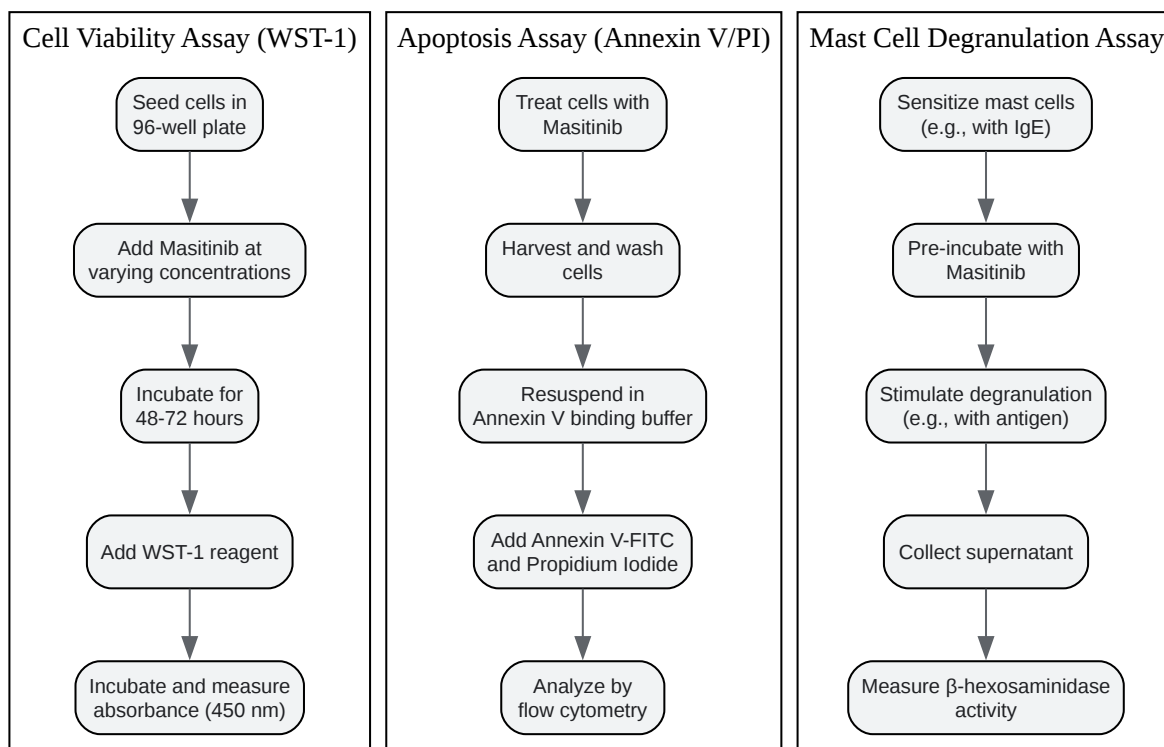 Cell Viability Assay (WST-1)
Seed cells in
96-well plate
Add Masitinib at
varying concentrations
Incubate for
48-72 hours
Add WST-1 reagent
Incubate and measure
absorbance (450 nm)
Apoptosis Assay (Annexin V/PI)
Treat cells with
Masitinib
Harvest and wash
cells
Resuspend in
Annexin V binding buffer
Add Annexin V-FITC
and Propidium Iodide
Analyze by
flow cytometry
Mast Cell Degranulation Assay
Sensitize mast cells
(e.g., with IgE)
Pre-incubate with
Masitinib
Stimulate degranulation
(e.g., with antigen)
Collect supernatant
Measure β-hexosaminidase
activity